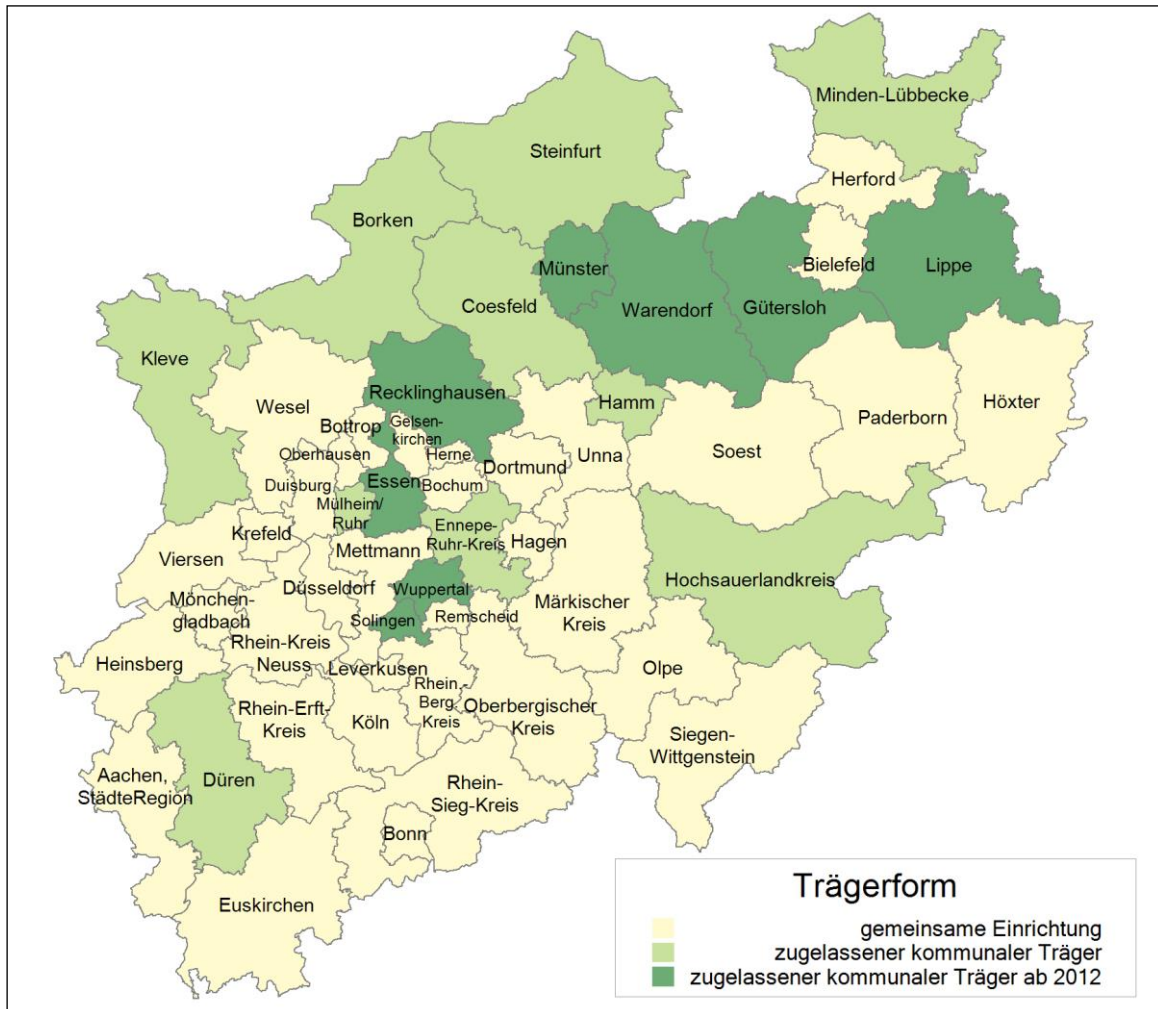 Minden-Lübbecke
Steinfurt
Herford
Borken
Münster
Bielefeld
Lippe
Coesfeld
Warendorf
Gütersloh
Kleve
Recklinghausen
Hamm
Wesel
Paderborn
Höxter
Bottrop
Gelsen-
kirchen
Oberhausen
Herne
Dortmund
Unna
Soest
Duisburg
Essen
Bochum
Mülheim/
Ruhr
Krefeld
Ennepe-
Ruhr-Kreis
Hagen
Viersen
Mettmann
Hochsauerlandkreis
Düsseldorf
Wuppertal
Mönchen-
gladbach
Märkischer
Kreis
Solingen
Remscheid
Rhein-Kreis
Neuss
Heinsberg
Leverkusen
Olpe
Rhein.-
Berg
Kreis
Rhein-Erft-
Kreis
Köln
Oberbergischer
Kreis
Siegen-
Wittgenstein
Aachen,
StädteRegion
Düren
Rhein-
Sieg-Kreis
Bonn
Euskirchen
Trägerform
gemeinsame Einrichtung
zugelassener kommunaler Träger
zugelassener kommunaler Träger ab 2012